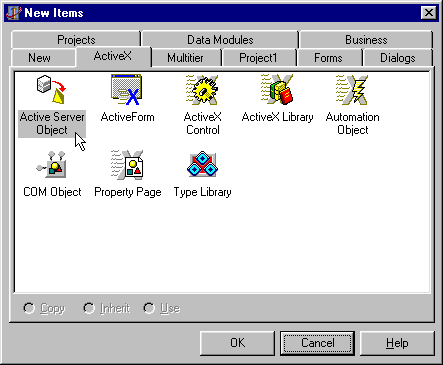 New Items
Projects
Data Modules
Business
New
ActiveX
Multitier
Project1
Forms
Dialogs
Active Server
Object
ActiveForm
ActiveX
Control
ActiveX Library
Automation
Object
COM Object
Property Page
Type Library
Copy
Inherit
Use
OK
Cancel
Help